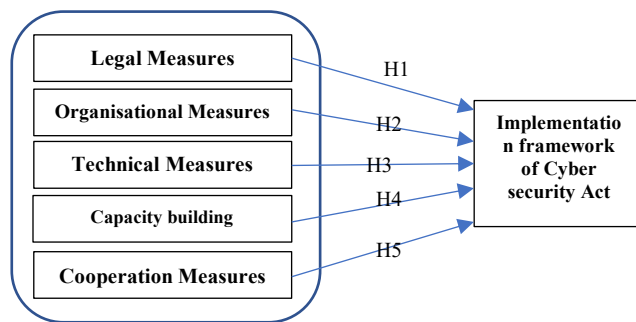 Legal Measures
H1
Organisational Measures
H2
Technical Measures
H3
Capacity building
H4
Cooperation Measures
H5
Implementatio
n framework
of Cyber
security Act